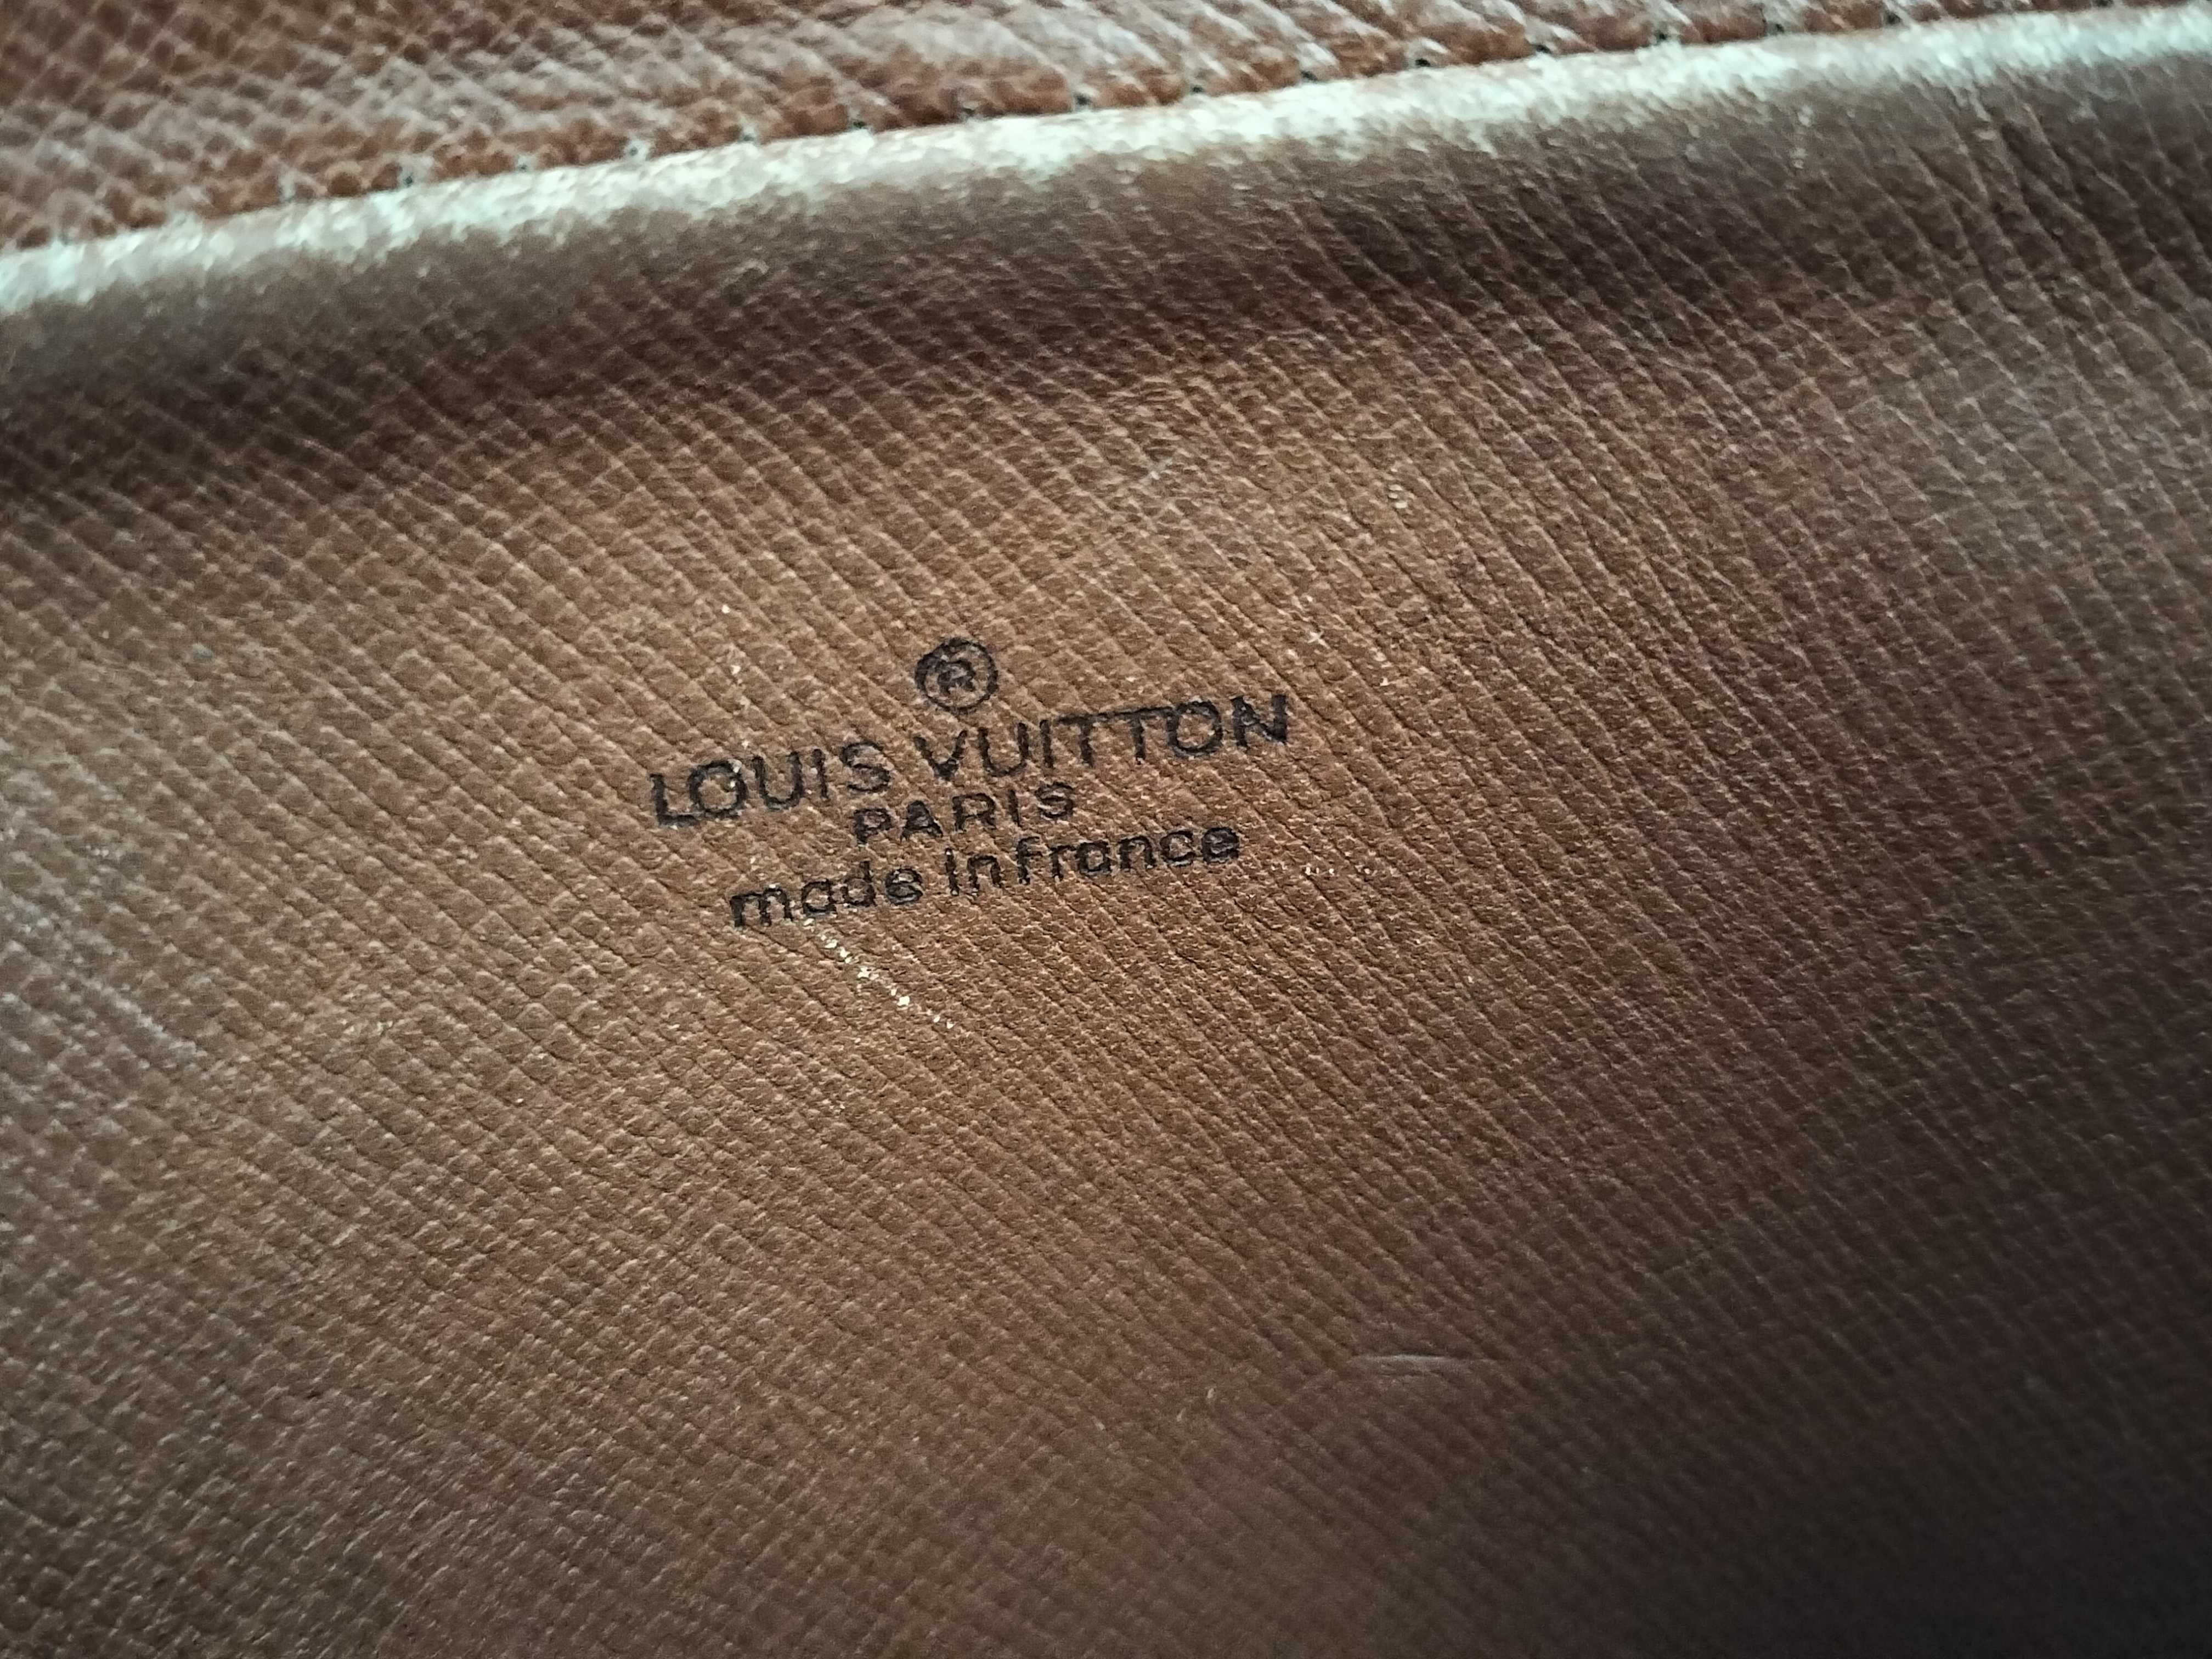 ®
LOUIS VUITTON
PARIS
made in france